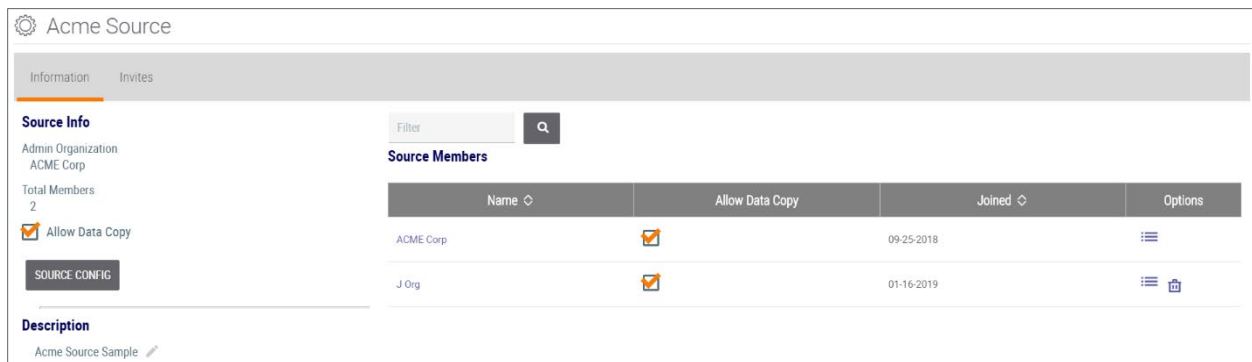 Acme Source
Information Invites
Source Info
Admin Organization
ACME Corp
Total Members
2
Allow Data Copy
SOURCE CONFIG
Description
Acme Source Sample
Filter
Source Members
Name Allow Data Copy Joined Options
ACME Corp 09-25-2018
J Org 01-16-2019